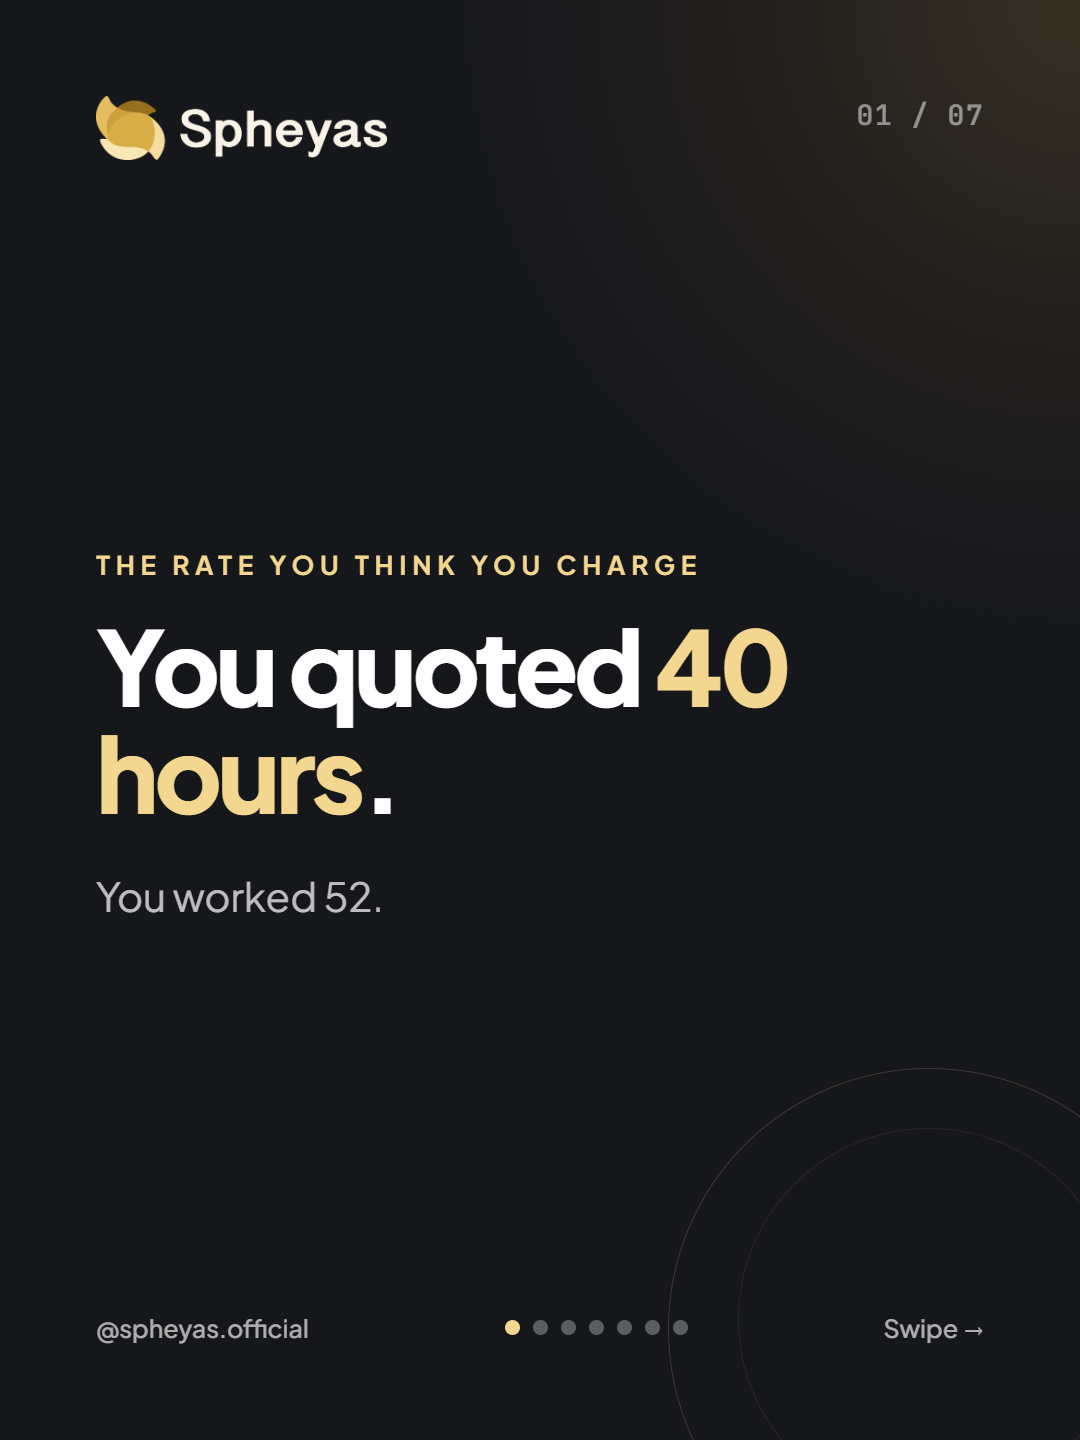 Spheyas
01 / 07
THE RATE YOU THINK YOU CHARGE
You quoted 40
hours.
You worked 52.
@spheyas.official
Swipe →